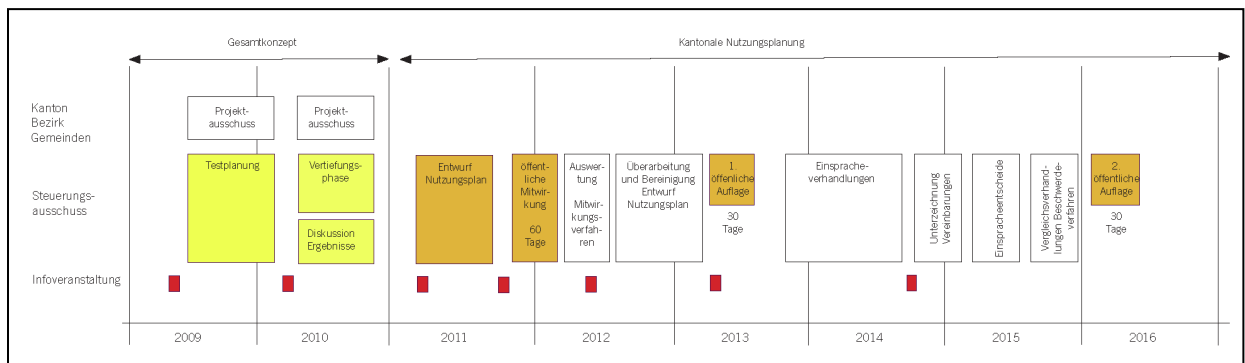 Gesamtkonzept
Kantonale Nutzungsplanung
Kanton
Bezirk
Gemeinden
Projekt-
ausschuss
Projekt-
ausschuss
Steuerungs-
ausschuss
Testplanung
Vertiefungs-
phase
Diskussion
Ergebnisse
Entwurf
Nutzungsplan
öffent-
liche
Mitwir-
kung
60
Tage
Auswer-
tung
Mitwir-
kungs-
verfah-
ren
Überarbeitung
und Bereinigung
Entwurf
Nutzungsplan
1.
öffenliche
Auflage
30
Tage
Einsprache-
verhandlungen
Unterzeichnung
Vereinbarungen
Einspracheentscheide
Vergleichsverhand-
lungen Beschwerde-
verfahren
2.
öffenliche
Auflage
30
Tage
Infoveranstaltung
2009
2010
2011
2012
2013
2014
2015
2016